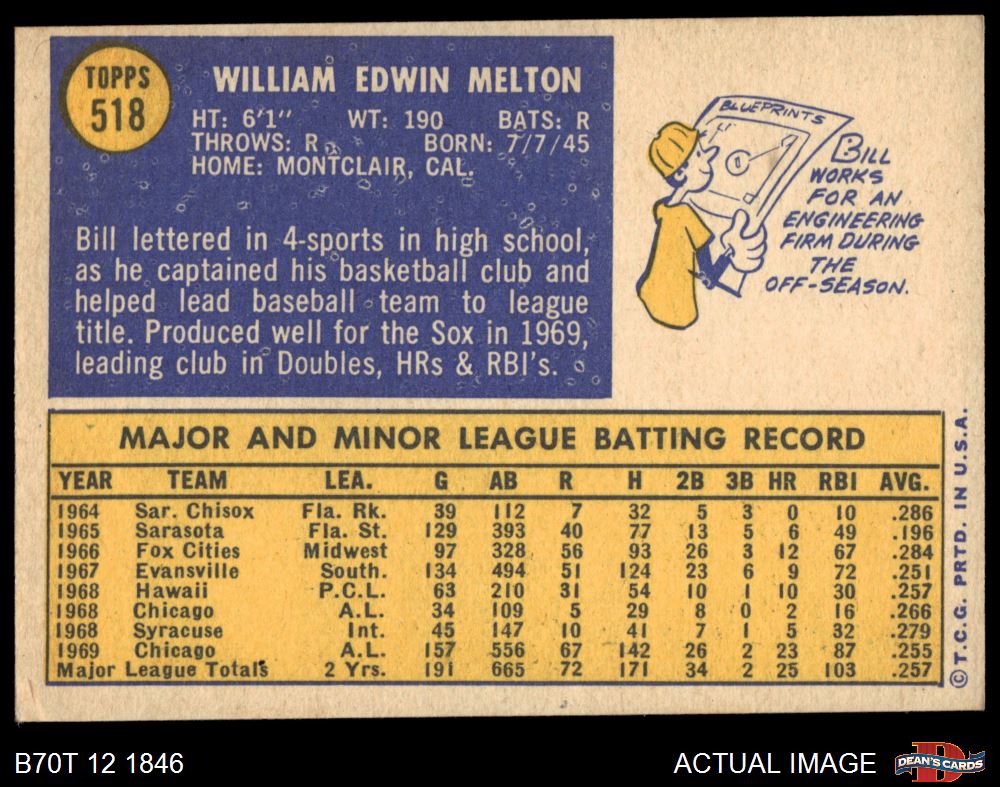 TOPPS
518
WILLIAM EDWIN MELTON
HT: 6'1" WT: 190 BATS: R
THROWS: R BORN: 7/7/45
HOME: MONTCLAIR, CAL.
Bill lettered in 4-sports in high school,
as he captained his basketball club and
helped lead baseball team to league
title. Produced well for the Sox in 1969,
leading club in Doubles, HRs & RBI's.
BLUEPRINTS
BILL
WORKS
FOR AN
ENGINEERING
FIRM DURING
THE
OFF-SEASON.
MAJOR AND MINOR LEAGUE BATTING RECORD
YEAR TEAM LEA. G AB R H 2B 3B HR RBI AVG.
1964 Sar. Chisox Fla. Rk. 39 112 7 32 5 3 0 10 .286
1965 Sarasota Fla. St. 129 393 40 77 13 5 6 49 .196
1966 Fox Cities Midwest 97 328 56 93 26 3 12 67 .284
1967 Evansville South. 134 494 51 124 23 6 9 72 .251
1968 Hawaii P.C.L. 63 210 31 54 10 1 10 30 .257
1968 Chicago A.L. 34 109 5 29 8 0 2 16 .266
1968 Syracuse Int. 45 147 10 41 7 1 5 32 .279
1969 Chicago A.L. 157 556 67 142 26 2 23 87 .255
Major League Totals 2 Yrs. 191 665 72 171 34 2 25 103 .257
©T.C.G. PRTD. IN U.S.A.
B70T 12 1846
ACTUAL IMAGE
DEAN'S CARDS